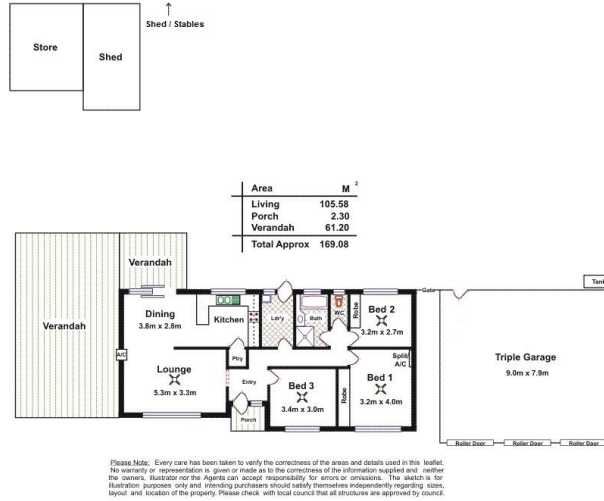 Shed / Stables
Store
Shed
Area M 2
Living 105.58
Porch 2.30
Verandah 61.20
Total Approx 169.08
Verandah
Verandah
Dining
3.8m x 2.8m
Kitchen
Ldr'y
Bath
WC
Robe
Bed 2
3.2m x 2.7m
Gate
Tank
A/C
Lounge
5.3m x 3.3m
Ptry
Entry
Porch
Bed 3
3.4m x 3.0m
Robe
Bed 1
3.2m x 4.0m
Split/
A/C
Triple Garage
9.0m x 7.9m
Roller Door
Roller Door
Roller Door
Please Note: Every care has been taken to verify the correctness of the areas and details used in this leaflet.
No warranty or representation is given or made as to the correctness of the information supplied and neither
the owners, illustrator nor the Agents can accept responsibility for errors or omissions. The sketch is for
illustration purposes only and intending purchasers should satisfy themselves independently regarding sizes,
layout and location of the property. Please check with local council that all structures are approved by council.